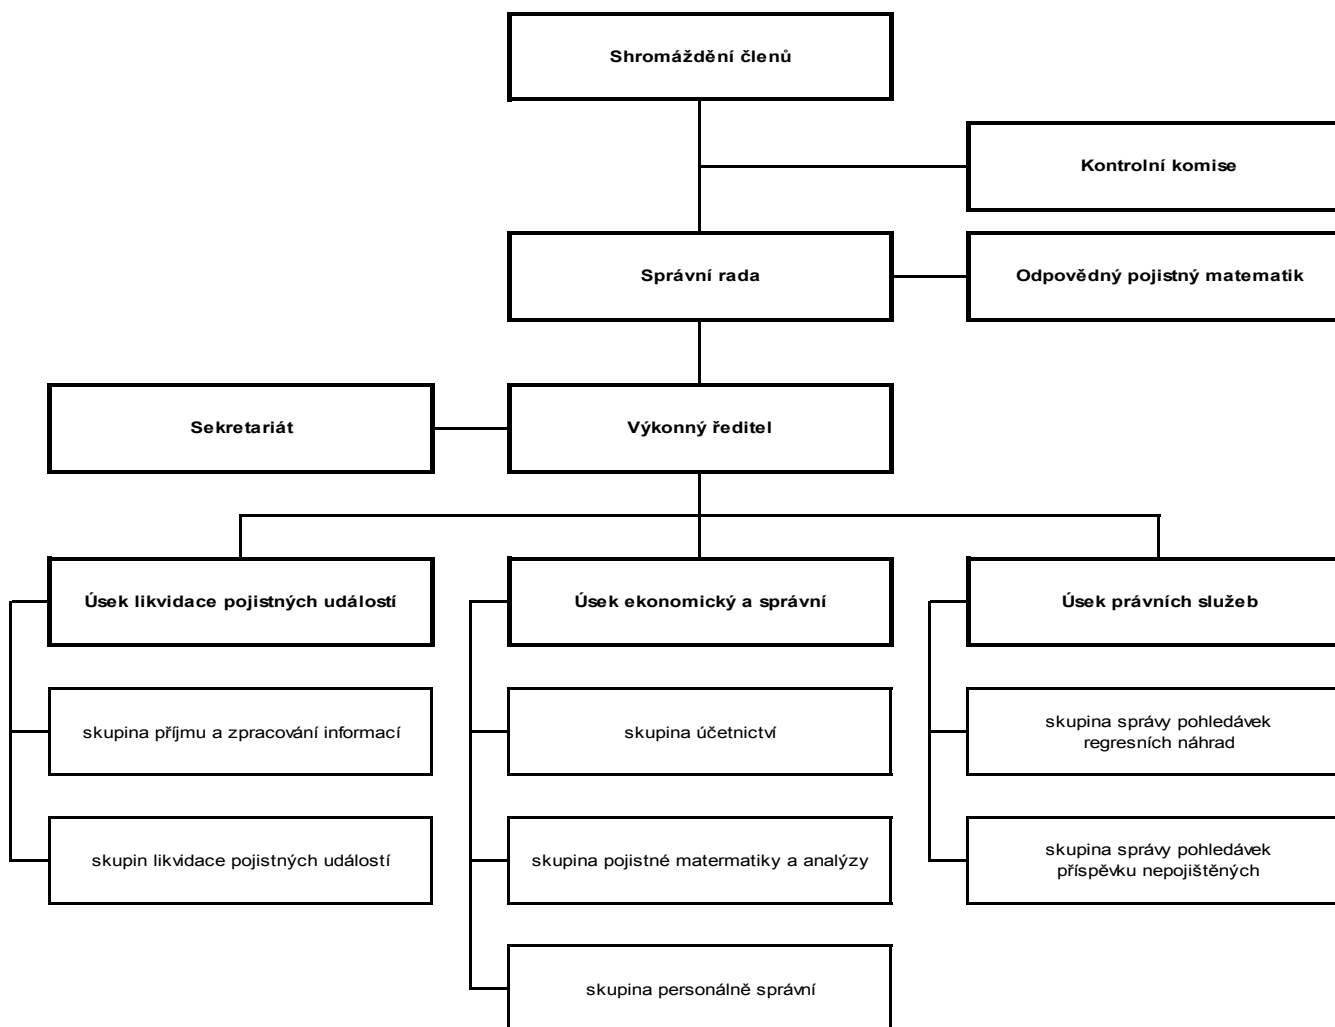 Shromáždění členů
Kontrolní komise
Správní rada
Odpovědný pojistný matematik
Sekretariát
Výkonný ředitel
Úsek likvidace pojistných událostí
Úsek ekonomický a správní
Úsek právních služeb
skupina příjmu a zpracování informací
skupina účetnictví
skupina správy pohledávek
regresních náhrad
skupin likvidace pojistných událostí
skupina pojistné matermatiky a analýzy
skupina správy pohledávek
příspěvku nepojištěných
skupina personálně správní